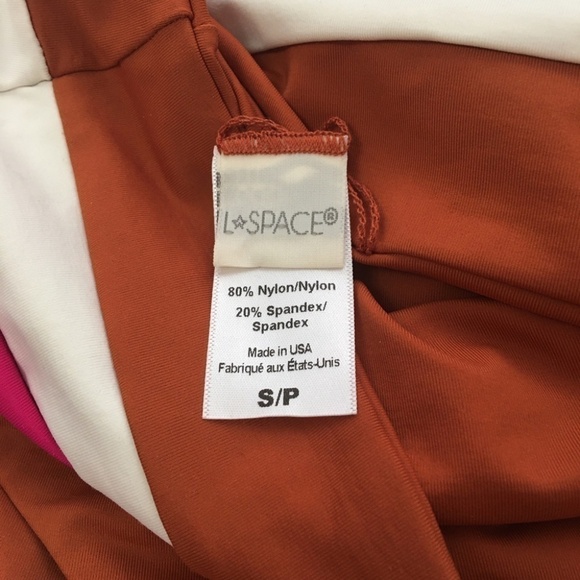 L★SPACE®
80% Nylon/Nylon
20% Spandex/
Spandex
Made in USA
Fabriqué aux États-Unis
S/P